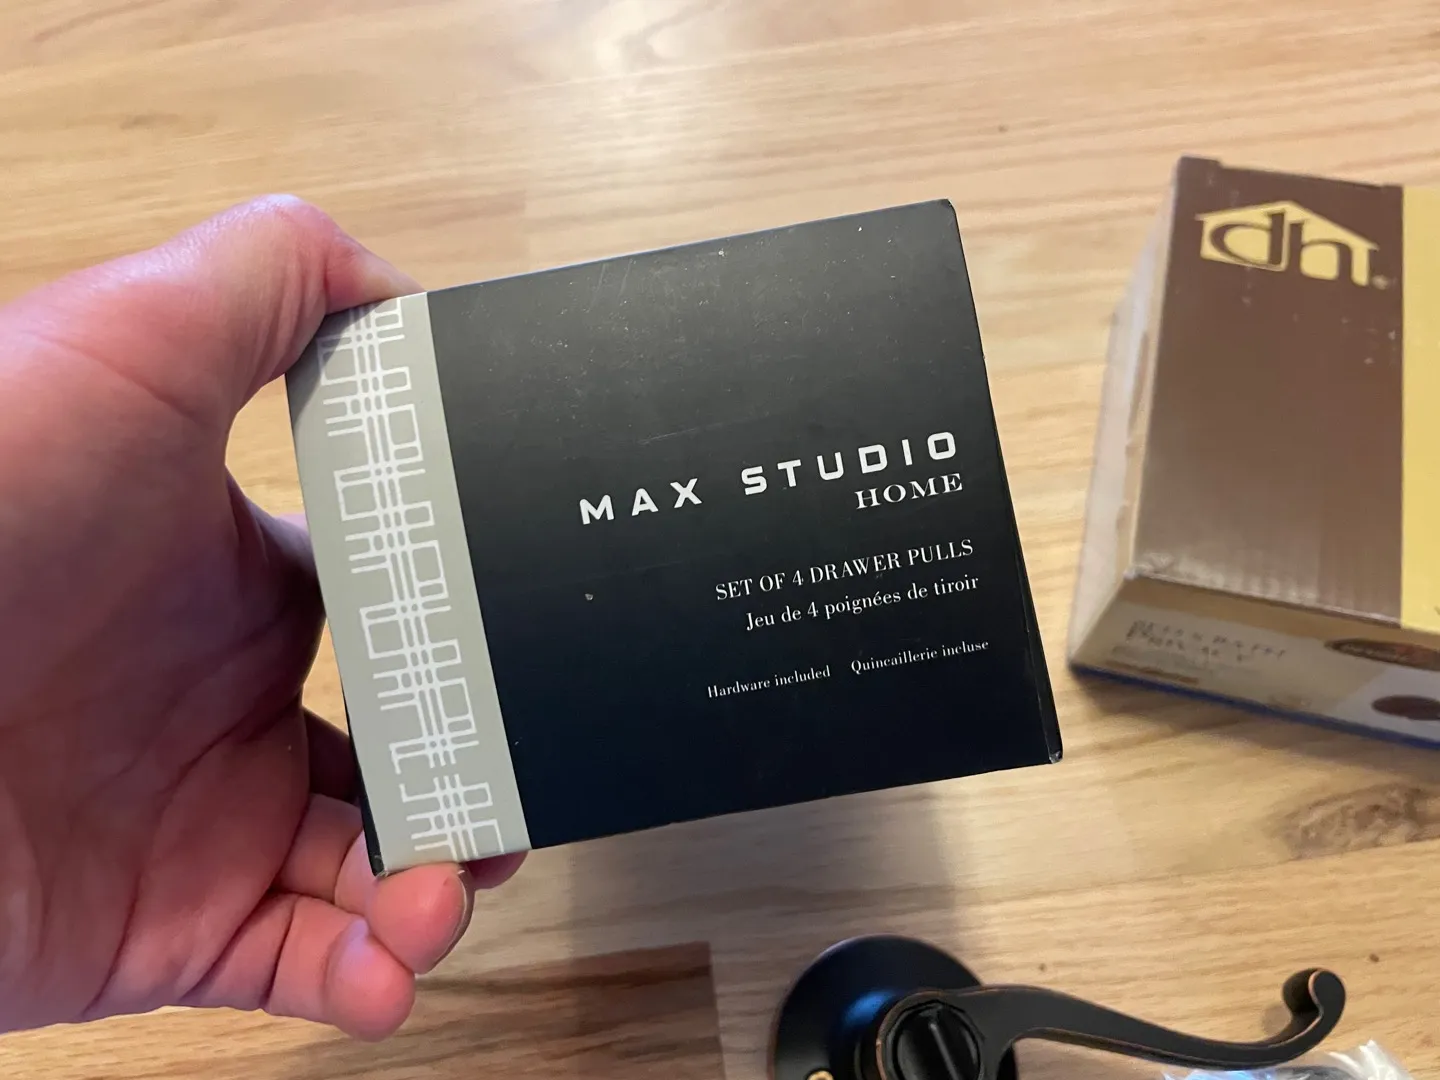 MAX STUDIO
HOME
SET OF 4 DRAWER PULLS
Jeu de 4 poignées de tiroir
Hardware included Quincaillerie incluse
dh